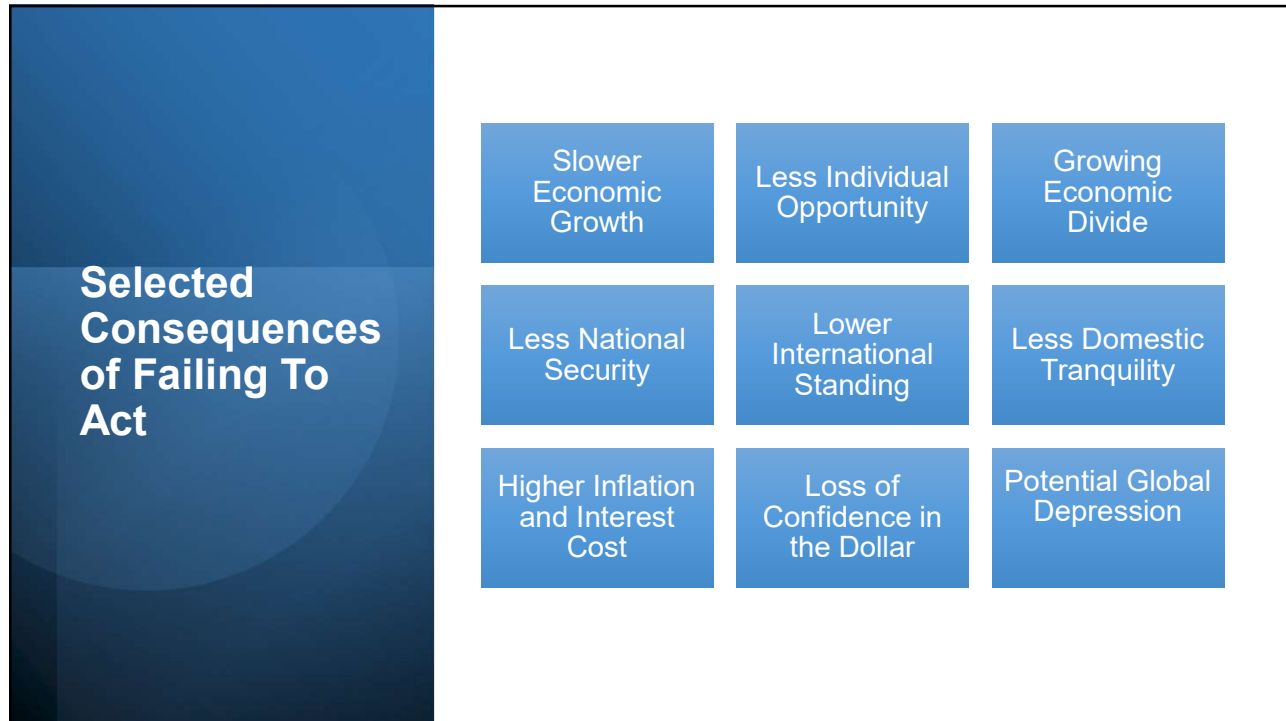 Selected
Consequences
of Failing To
Act
Slower
Economic
Growth
Less Individual
Opportunity
Growing
Economic
Divide
Less National
Security
Lower
International
Standing
Less Domestic
Tranquility
Higher Inflation
and Interest
Cost
Loss of
Confidence in
the Dollar
Potential Global
Depression